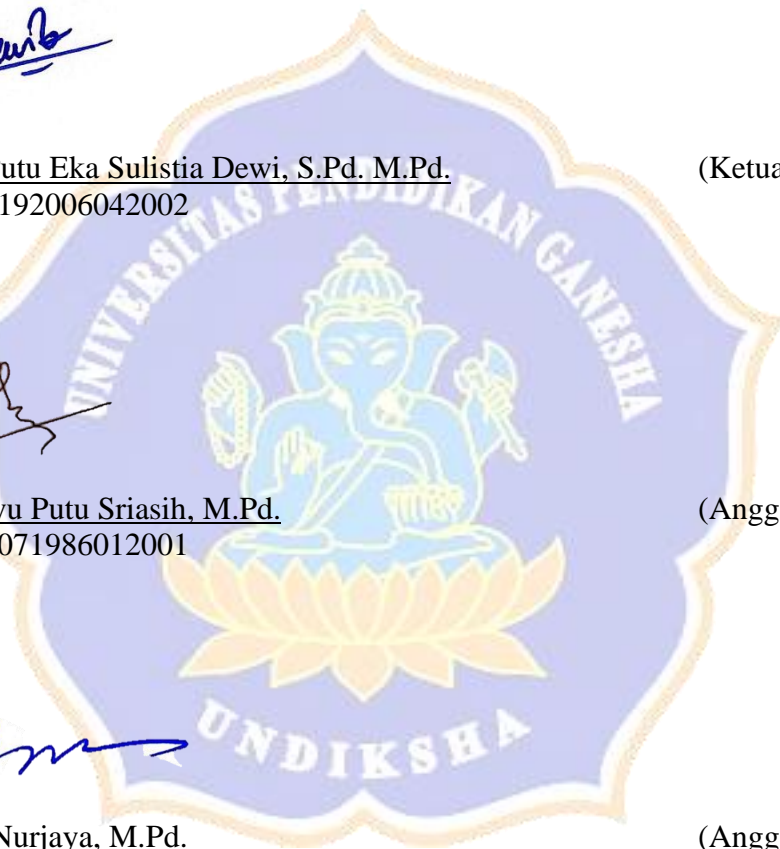 utu Eka Sulistia Dewi, S.Pd. M.Pd. (Ketua
192006042002
UNIVERSITAS PENDIDIKAN GANESHA
yu Putu Sriasih, M.Pd. (Angg
071986012001
UNDIKSHA
Nurjaya, M.Pd. (Angg